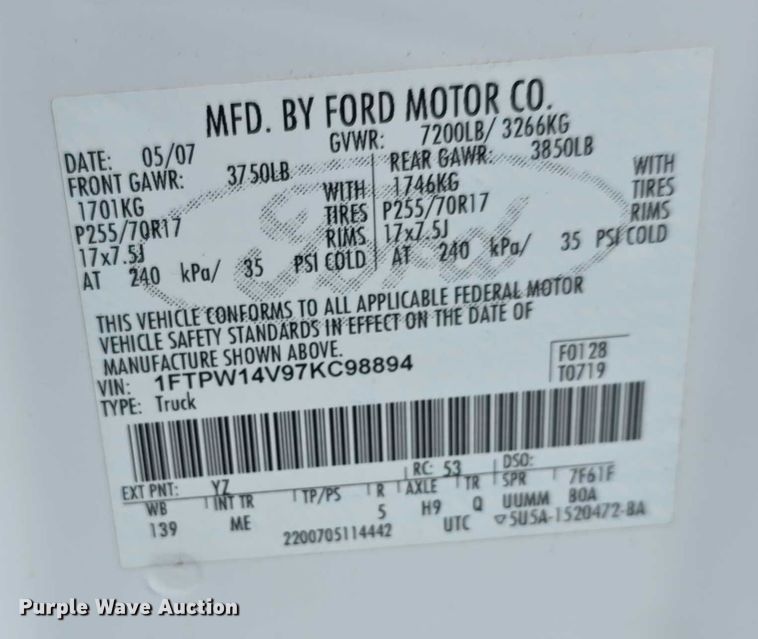 MFD. BY FORD MOTOR CO.
DATE: 05/07 GVWR: 7200LB/ 3266KG
FRONT GAWR: 3750LB REAR GAWR: 3850LB
1701KG WITH 1746KG WITH
P255/70R17 TIRES P255/70R17 TIRES
17x7.5J RIMS 17x7.5J RIMS
AT 240 kPa/ 35 PSI COLD AT 240 kPa/ 35 PSI COLD
Ford
THIS VEHICLE CONFORMS TO ALL APPLICABLE FEDERAL MOTOR
VEHICLE SAFETY STANDARDS IN EFFECT ON THE DATE OF
MANUFACTURE SHOWN ABOVE.
VIN: 1FTPW14V97KC98894
F0128
TYPE: Truck
T0719
EXT PNT: YZ RC: 53 DSO:
WB INT TR TP/PS R AXLE TR SPR 7F61F
139 ME 5 H9 Q UUMM BOA
2200705114442 UTC ▽5U5A-1520472-BA
Purple Wave Auction